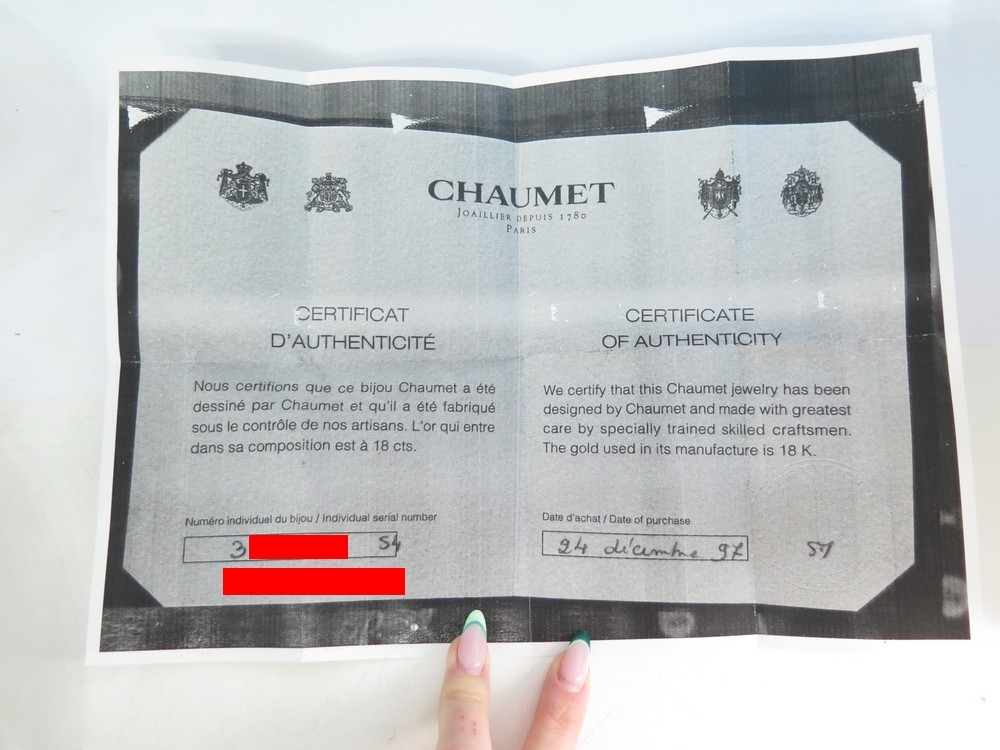 CHAUMET
JOAILLIER DEPUIS 1780
PARIS
CERTIFICAT
D'AUTHENTICITÉ
Nous certifions que ce bijou Chaumet a été
dessiné par Chaumet et qu'il a été fabriqué
sous le contrôle de nos artisans. L'or qui entre
dans sa composition est à 18 cts.
Numéro individuel du bijou / Individual serial number
3 54
CERTIFICATE
OF AUTHENTICITY
We certify that this Chaumet jewelry has been
designed by Chaumet and made with greatest
care by specially trained skilled craftsmen.
The gold used in its manufacture is 18 K.
Date d'achat / Date of purchase
24 décembre 97 57